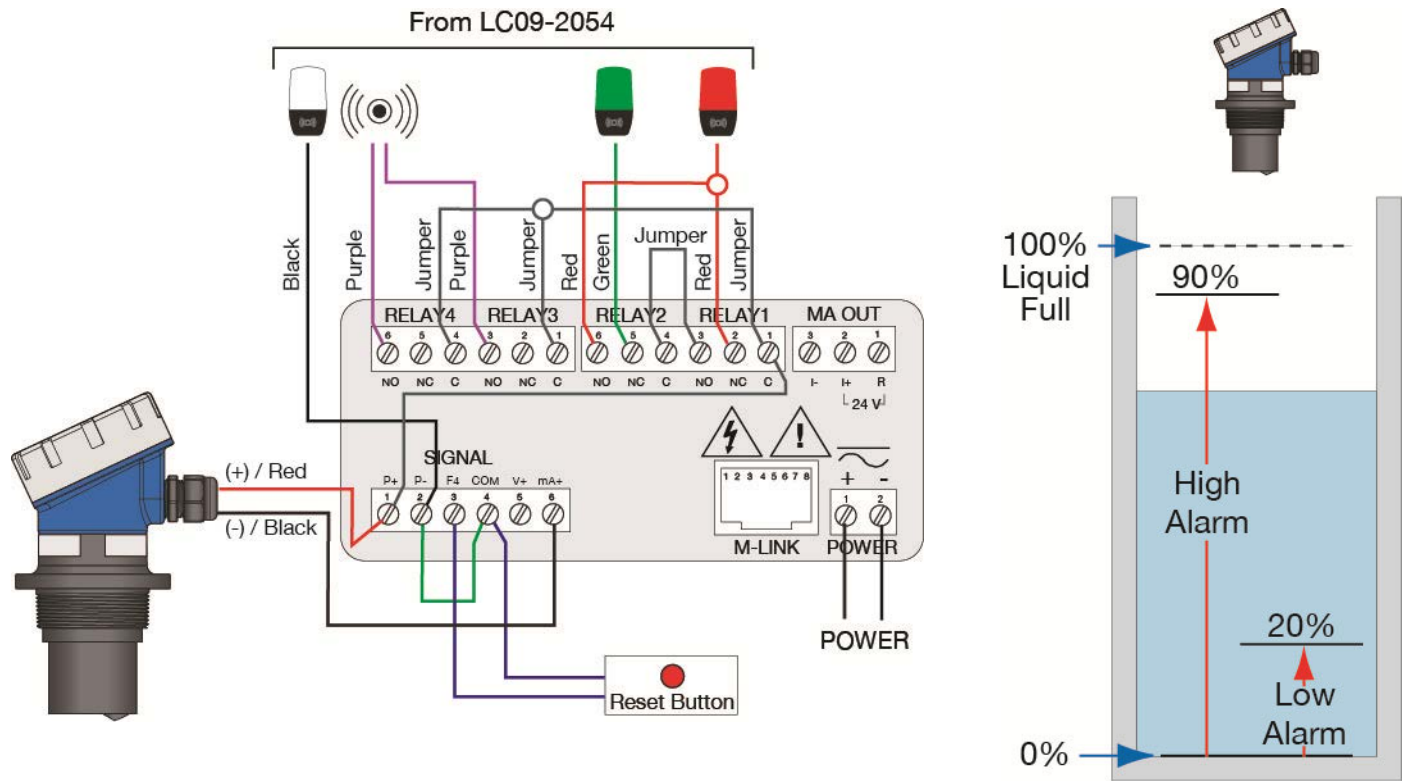 From LC09-2054
Black
Purple
Jumper
Purple
Jumper
Red
Green
Jumper
Red
Jumper
RELAY4 RELAY3 RELAY2 RELAY1 MA OUT
6 5 4 3 2 1 6 5 4 3 2 1 3 2 1
NO NC C NO NC C NO NC C NO NC C I- I+ R
24 V
(+) / Red
(-) / Black
SIGNAL
P+ P- F4 COM V+ mA+
1 2 3 4 5 6
1 2 3 4 5 6 7 8
M-LINK
+ -
1 2
POWER
POWER
Reset Button
100%
Liquid
Full
90%
High
Alarm
20%
Low
Alarm
0%